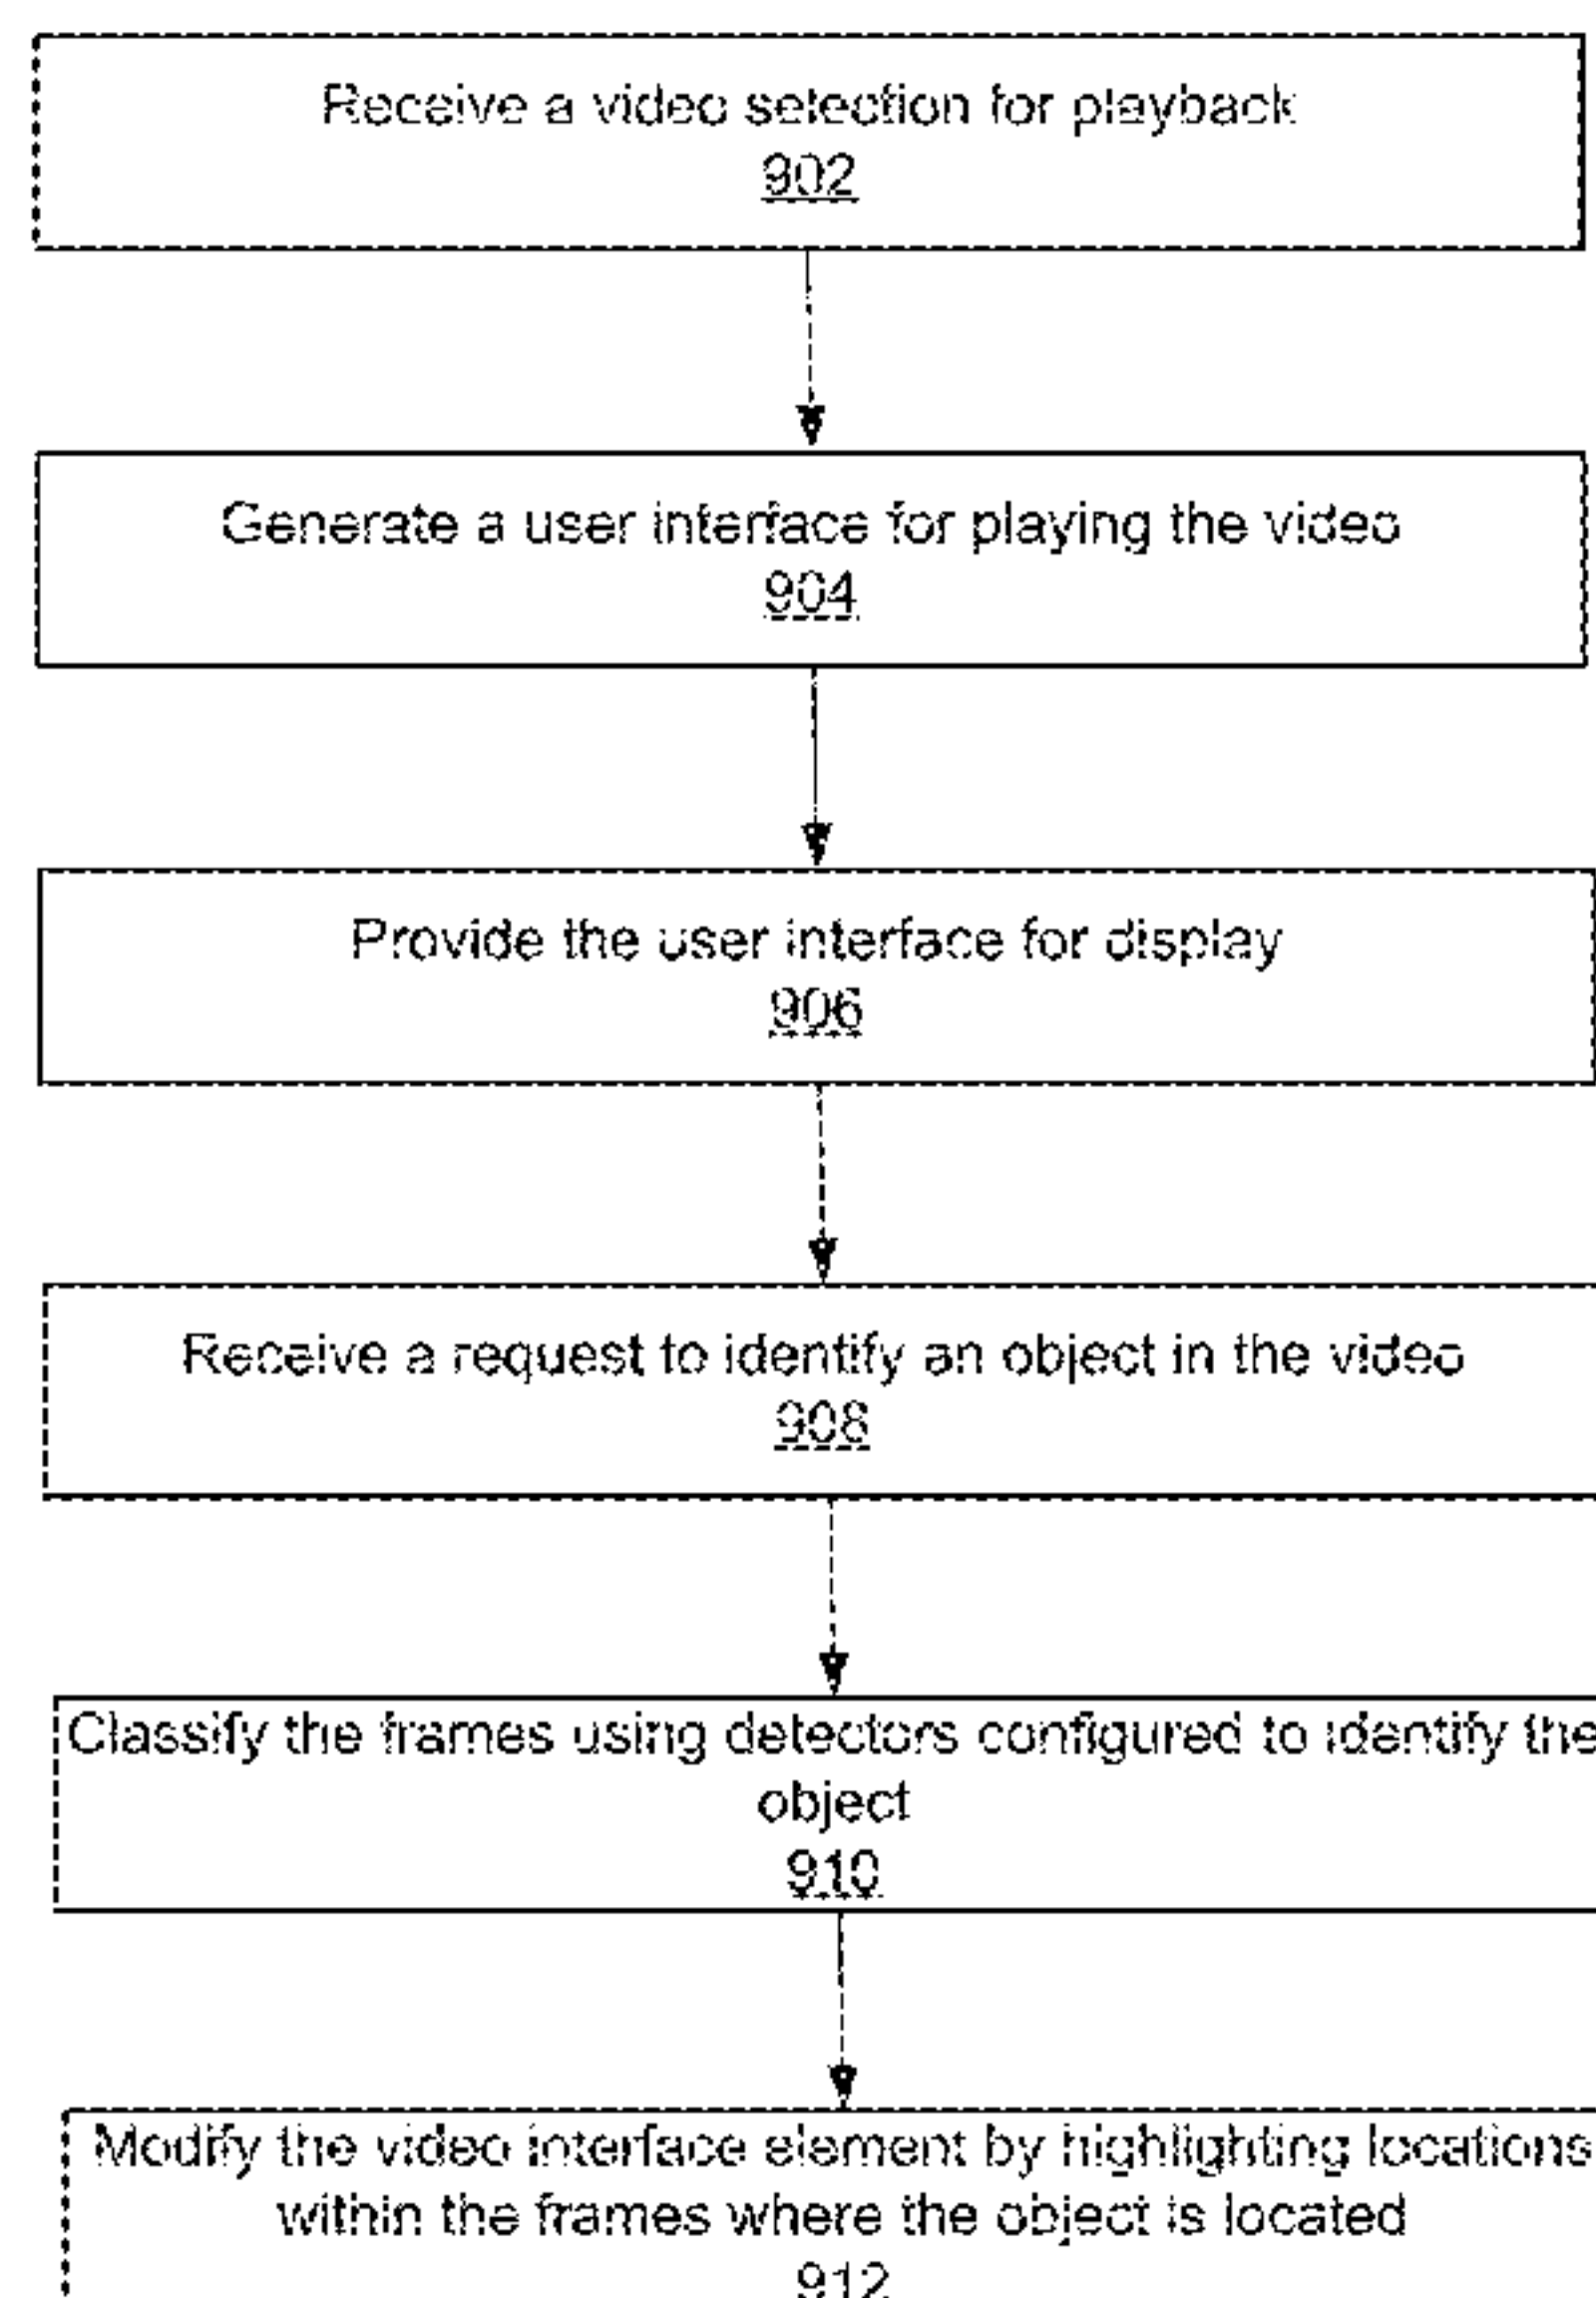 Receive a video selection for playback
902
Generate a user interface for playing the video
904
Provide the user interface for display
906
Receive a request to identify an object in the video
908
Classify the frames using detectors configured to identify the
object
910
Modify the video interface element by highlighting locations
within the frames where the object is located
912